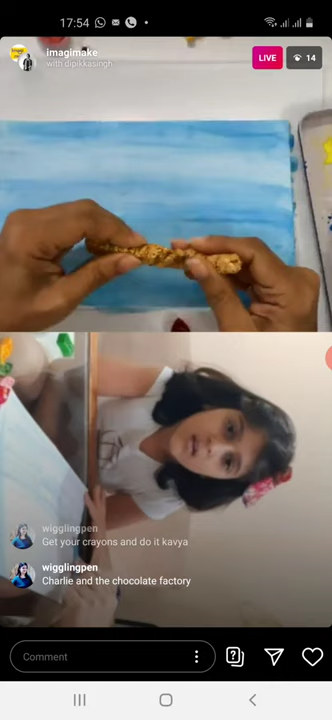 17:54
imagimake
with dipikkasingh
LIVE
14
wigglingpen
Get your crayons and do it kavya
wigglingpen
Charlie and the chocolate factory
Comment